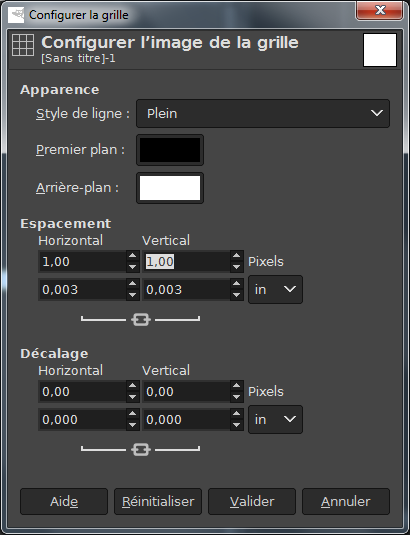 Configurer la grille
Configurer l’image de la grille
[Sans titre]-1
Apparence
Style de ligne : Plein
Premier plan :
Arrière-plan :
Espacement
Horizontal Vertical
1,00 1,00 Pixels
0,003 0,003 in
Décalage
Horizontal Vertical
0,00 0,00 Pixels
0,000 0,000 in
Aide Réinitialiser Valider Annuler